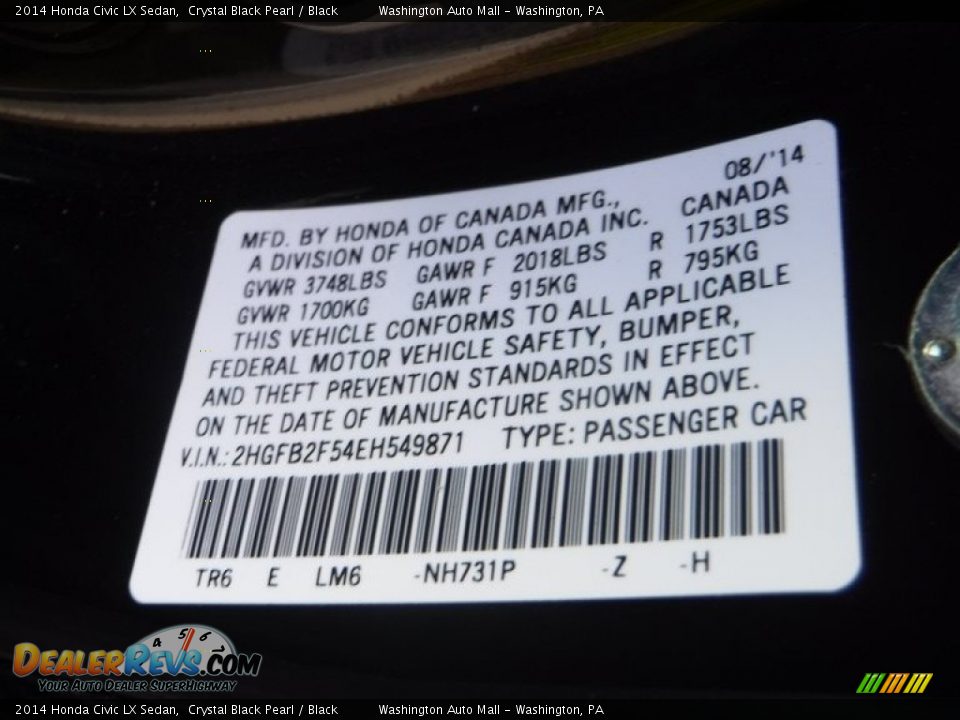 2014 Honda Civic LX Sedan, Crystal Black Pearl / Black Washington Auto Mall - Washington, PA
08/'14
MFD. BY HONDA OF CANADA MFG.,
A DIVISION OF HONDA CANADA INC. CANADA
GVWR 3748LBS GAWR F 2018LBS R 1753LBS
GVWR 1700KG GAWR F 915KG R 795KG
THIS VEHICLE CONFORMS TO ALL APPLICABLE
FEDERAL MOTOR VEHICLE SAFETY, BUMPER,
AND THEFT PREVENTION STANDARDS IN EFFECT
ON THE DATE OF MANUFACTURE SHOWN ABOVE.
V.I.N.: 2HGFB2F54EH549871 TYPE: PASSENGER CAR
TR6 E LM6 -NH731P -Z -H
4 5 6
DEALERREVS.COM
YOUR AUTO DEALER SUPERHIGHWAY
2014 Honda Civic LX Sedan, Crystal Black Pearl / Black Washington Auto Mall - Washington, PA